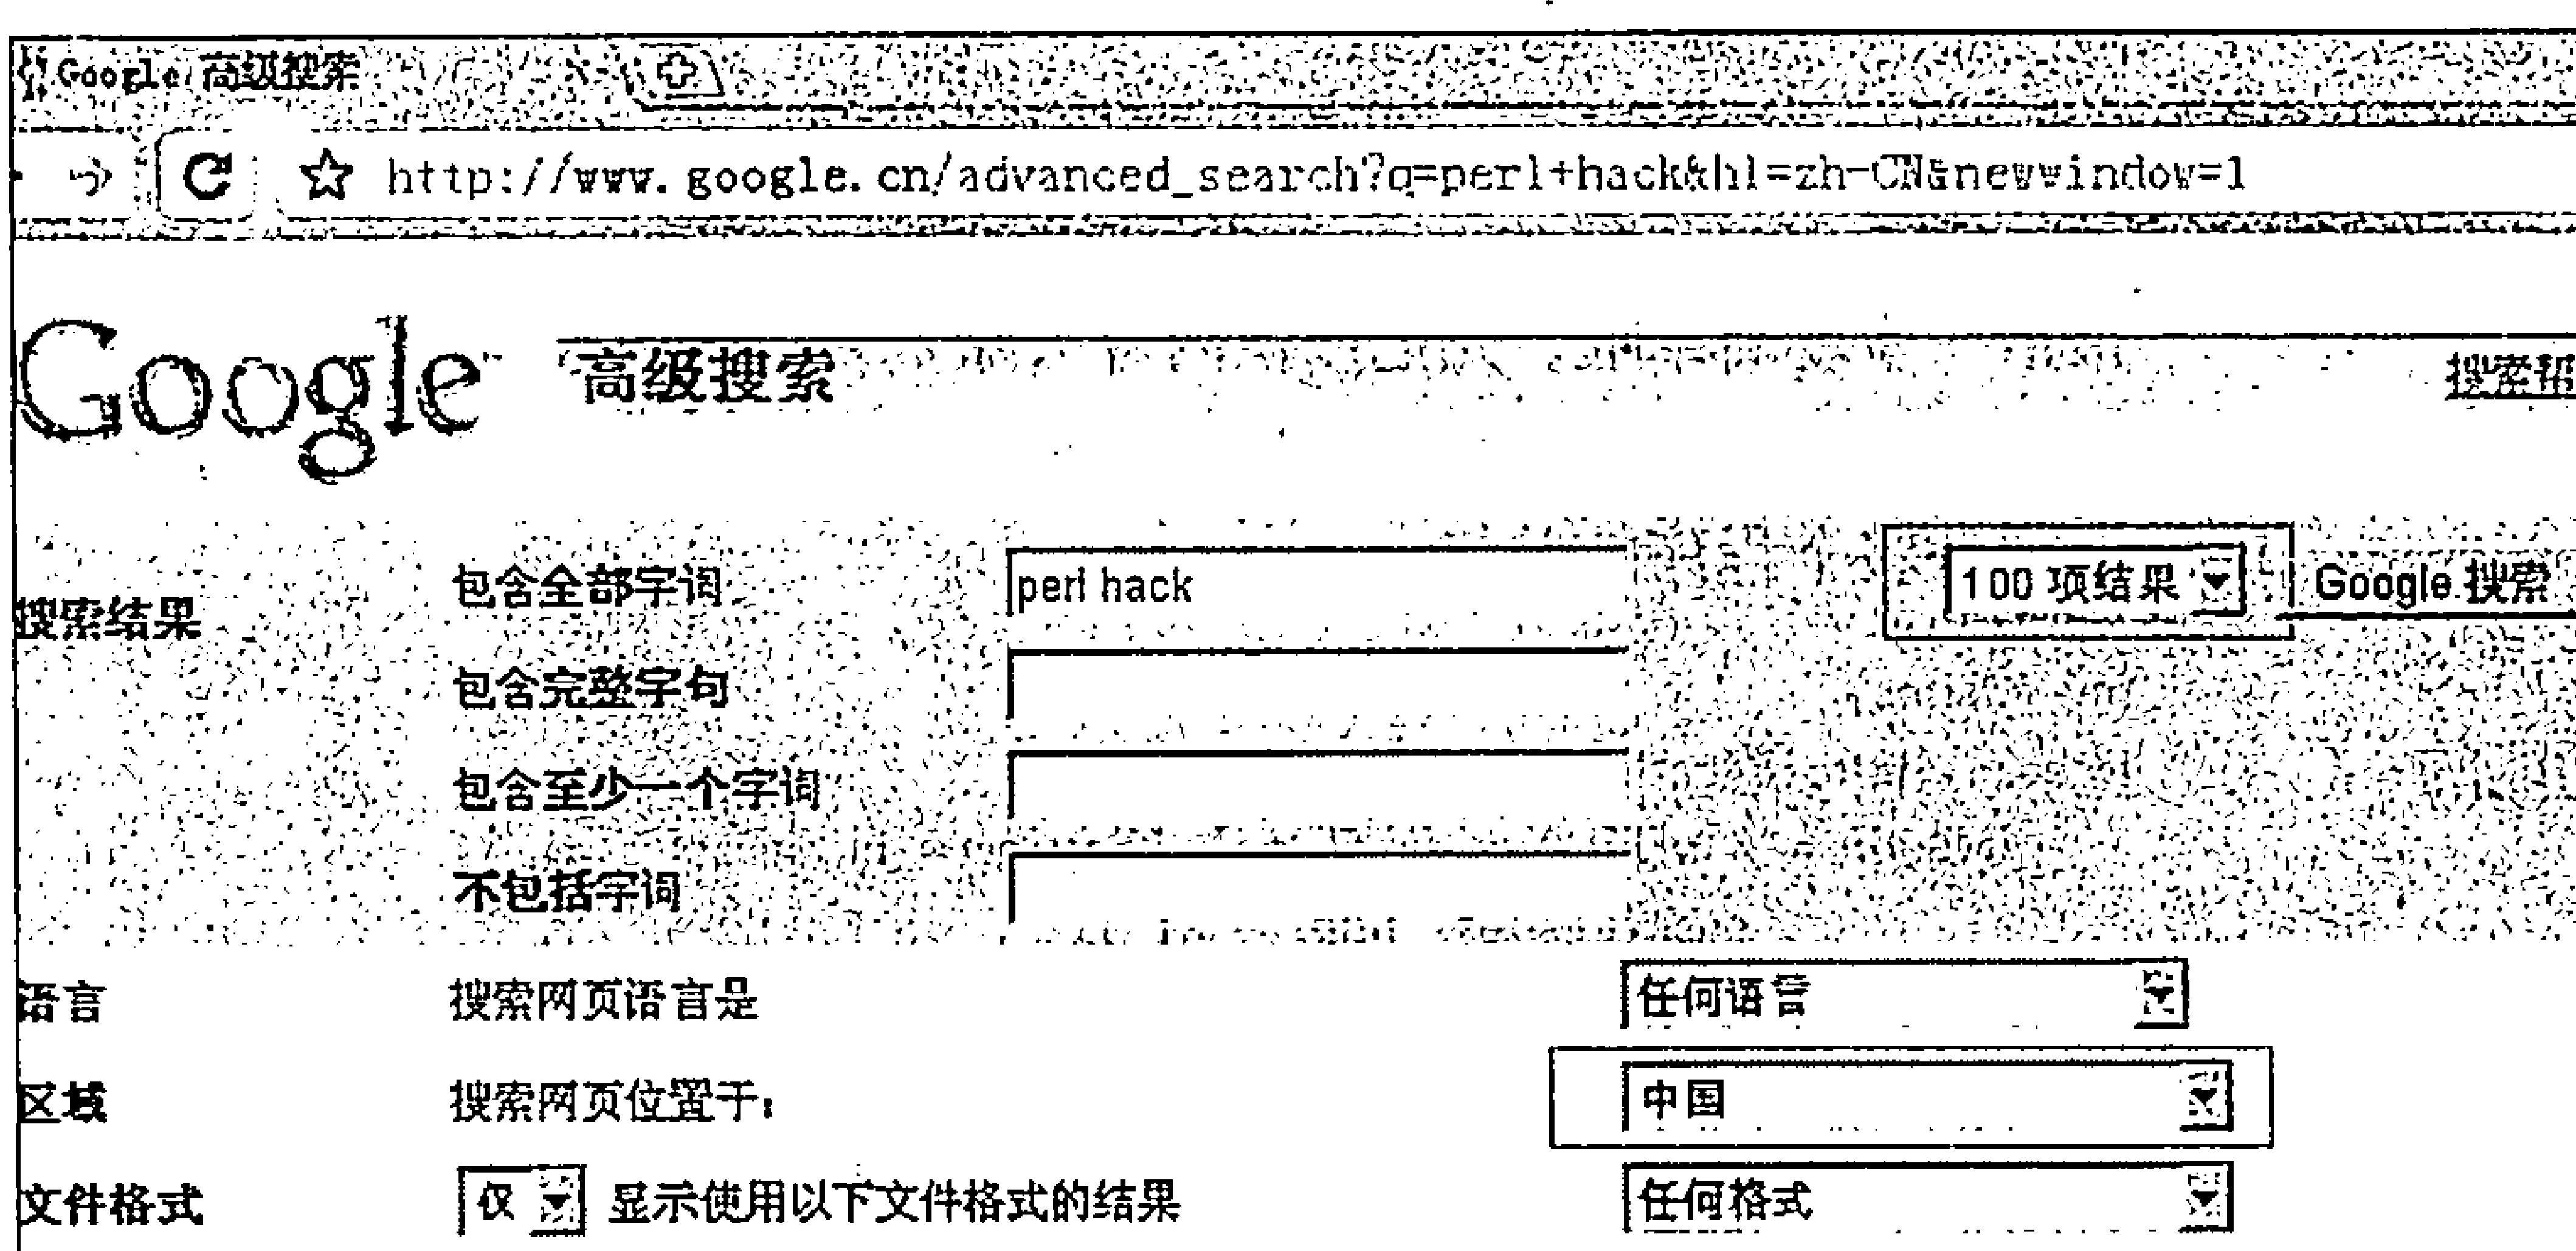 Google 高级搜索
http://www.google.cn/advanced_search?q=perl+hack&hl=zh-CN&newwindow=1
Google 高级搜索 搜索帮
搜索结果 包含全部字词 perl hack 100 项结果 Google 搜索
包含完整字句
包含至少一个字词
不包括字词
语言 搜索网页语言是 任何语言
区域 搜索网页位置于: 中国
文件格式 仅 显示使用以下文件格式的结果 任何格式